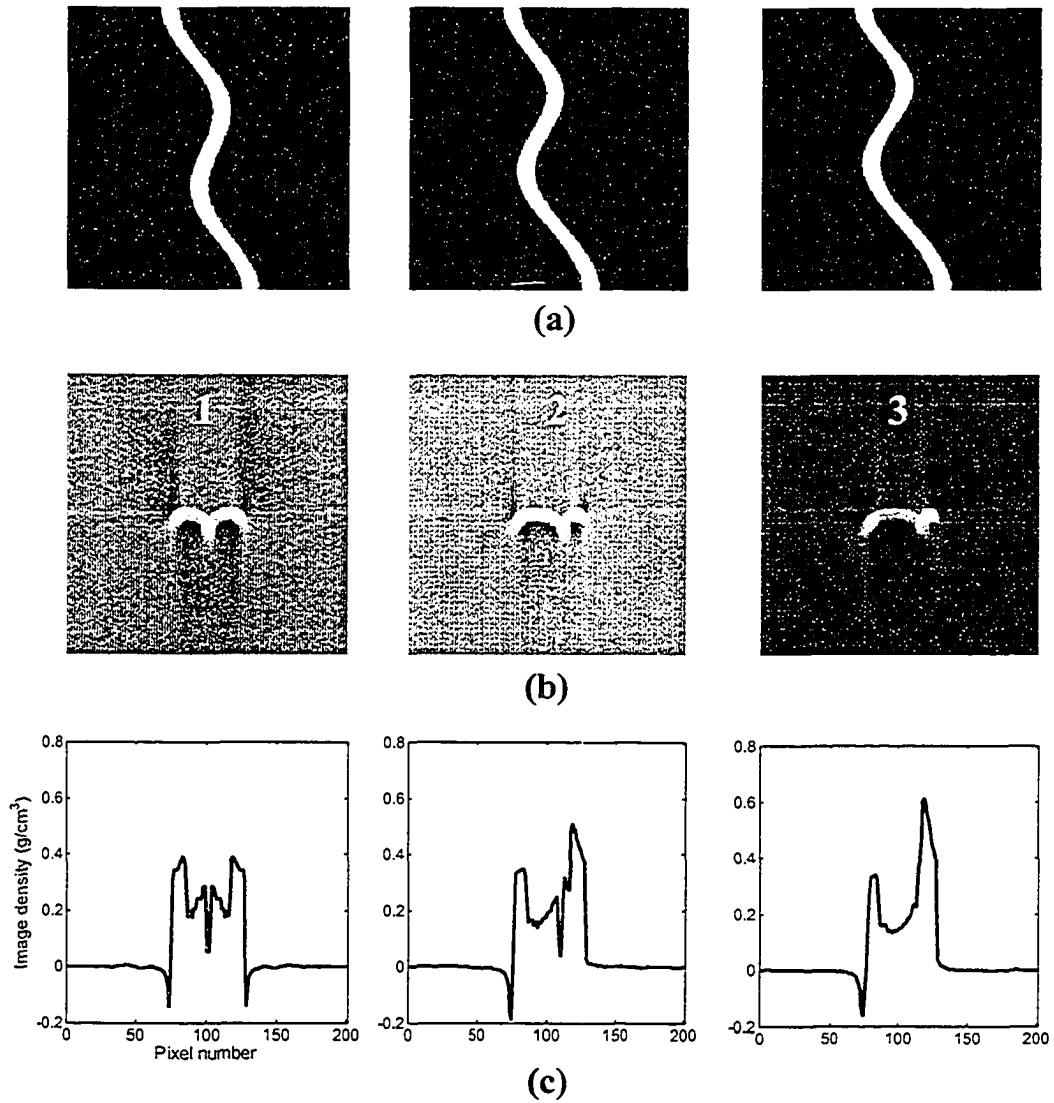 (a)
1 2 3
(b)
0.8 0.8 0.8
0.6 0.6 0.6
0.4 0.4 0.4
0.2 0.2 0.2
0 0 0
-0.2 -0.2 -0.2
Image density (g/cm³)
0 50 100 150 200 0 50 100 150 200 0 50 100 150 200
Pixel number
(c)